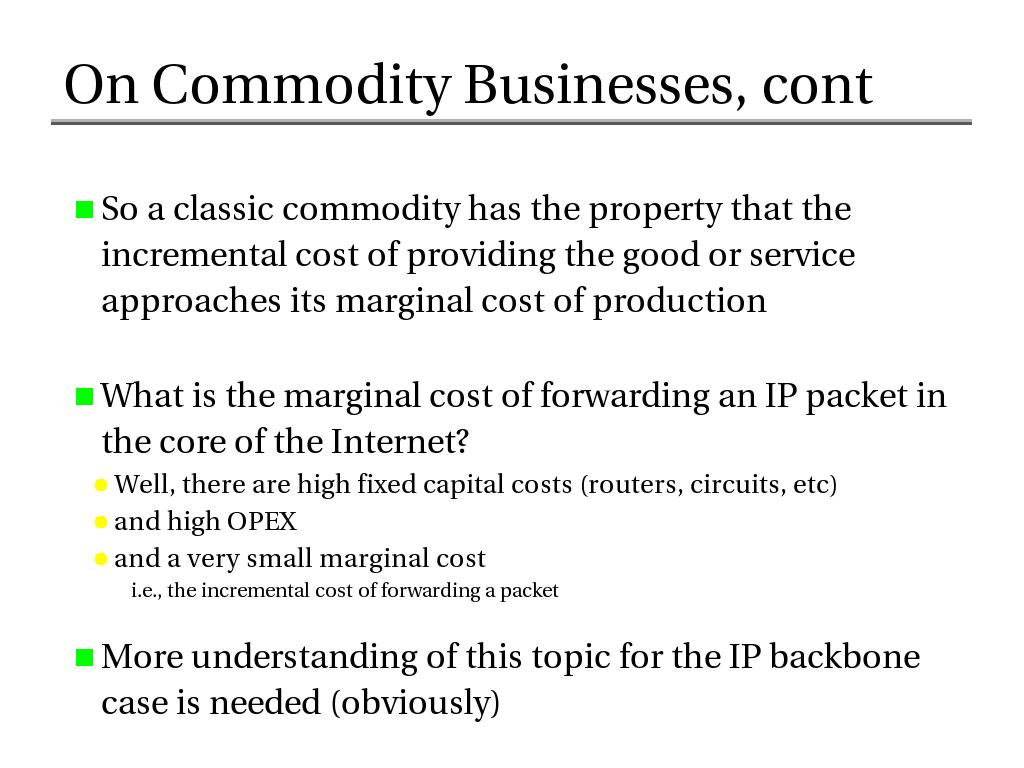 On Commodity Businesses, cont
So a classic commodity has the property that the
incremental cost of providing the good or service
approaches its marginal cost of production
What is the marginal cost of forwarding an IP packet in
the core of the Internet?
Well, there are high fixed capital costs (routers, circuits, etc)
and high OPEX
and a very small marginal cost
i.e., the incremental cost of forwarding a packet
More understanding of this topic for the IP backbone
case is needed (obviously)